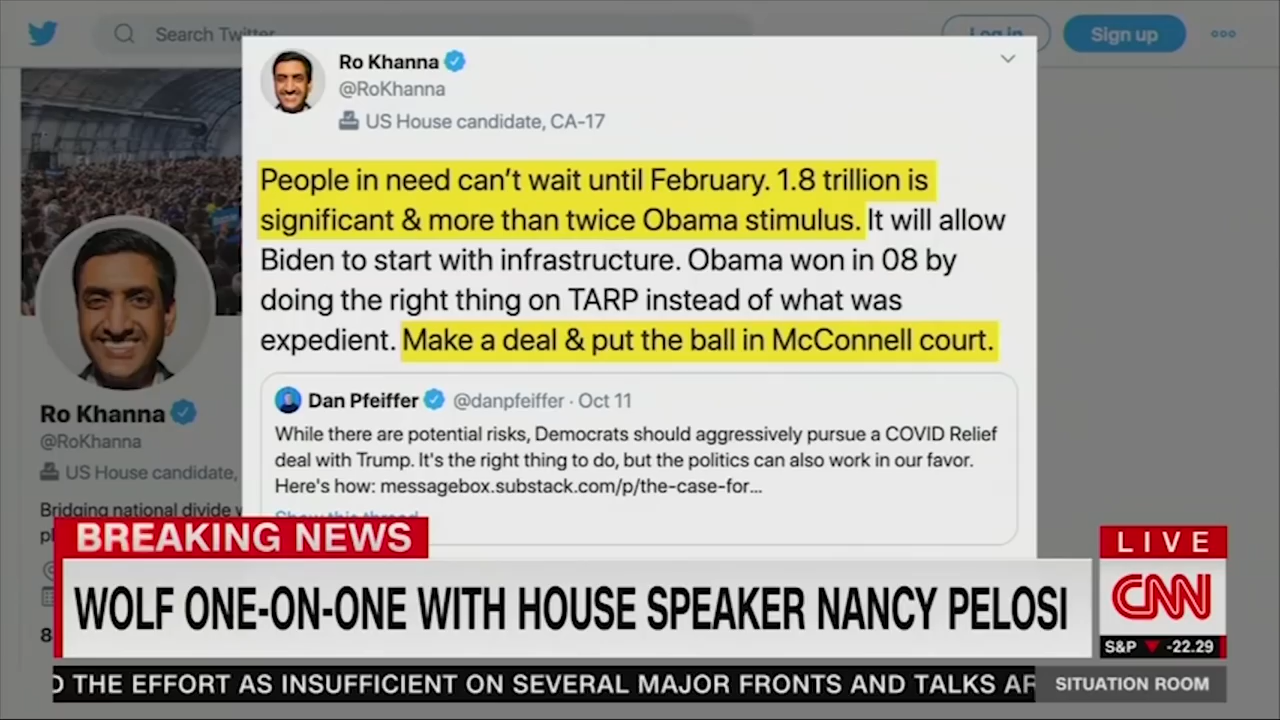 Search Twitter
Log in
Sign up
Ro Khanna
@RoKhanna
US House candidate, CA-17
People in need can't wait until February. 1.8 trillion is
significant & more than twice Obama stimulus. It will allow
Biden to start with infrastructure. Obama won in 08 by
doing the right thing on TARP instead of what was
expedient. Make a deal & put the ball in McConnell court.
Dan Pfeiffer @danpfeiffer · Oct 11
While there are potential risks, Democrats should aggressively pursue a COVID Relief
deal with Trump. It's the right thing to do, but the politics can also work in our favor.
Here's how: messagebox.substack.com/p/the-case-for...
Show this thread
Ro Khanna
@RoKhanna
US House candidate,
Bridging national divide
BREAKING NEWS
WOLF ONE-ON-ONE WITH HOUSE SPEAKER NANCY PELOSI
LIVE
CNN
S&P -22.29
THE EFFORT AS INSUFFICIENT ON SEVERAL MAJOR FRONTS AND TALKS
SITUATION ROOM